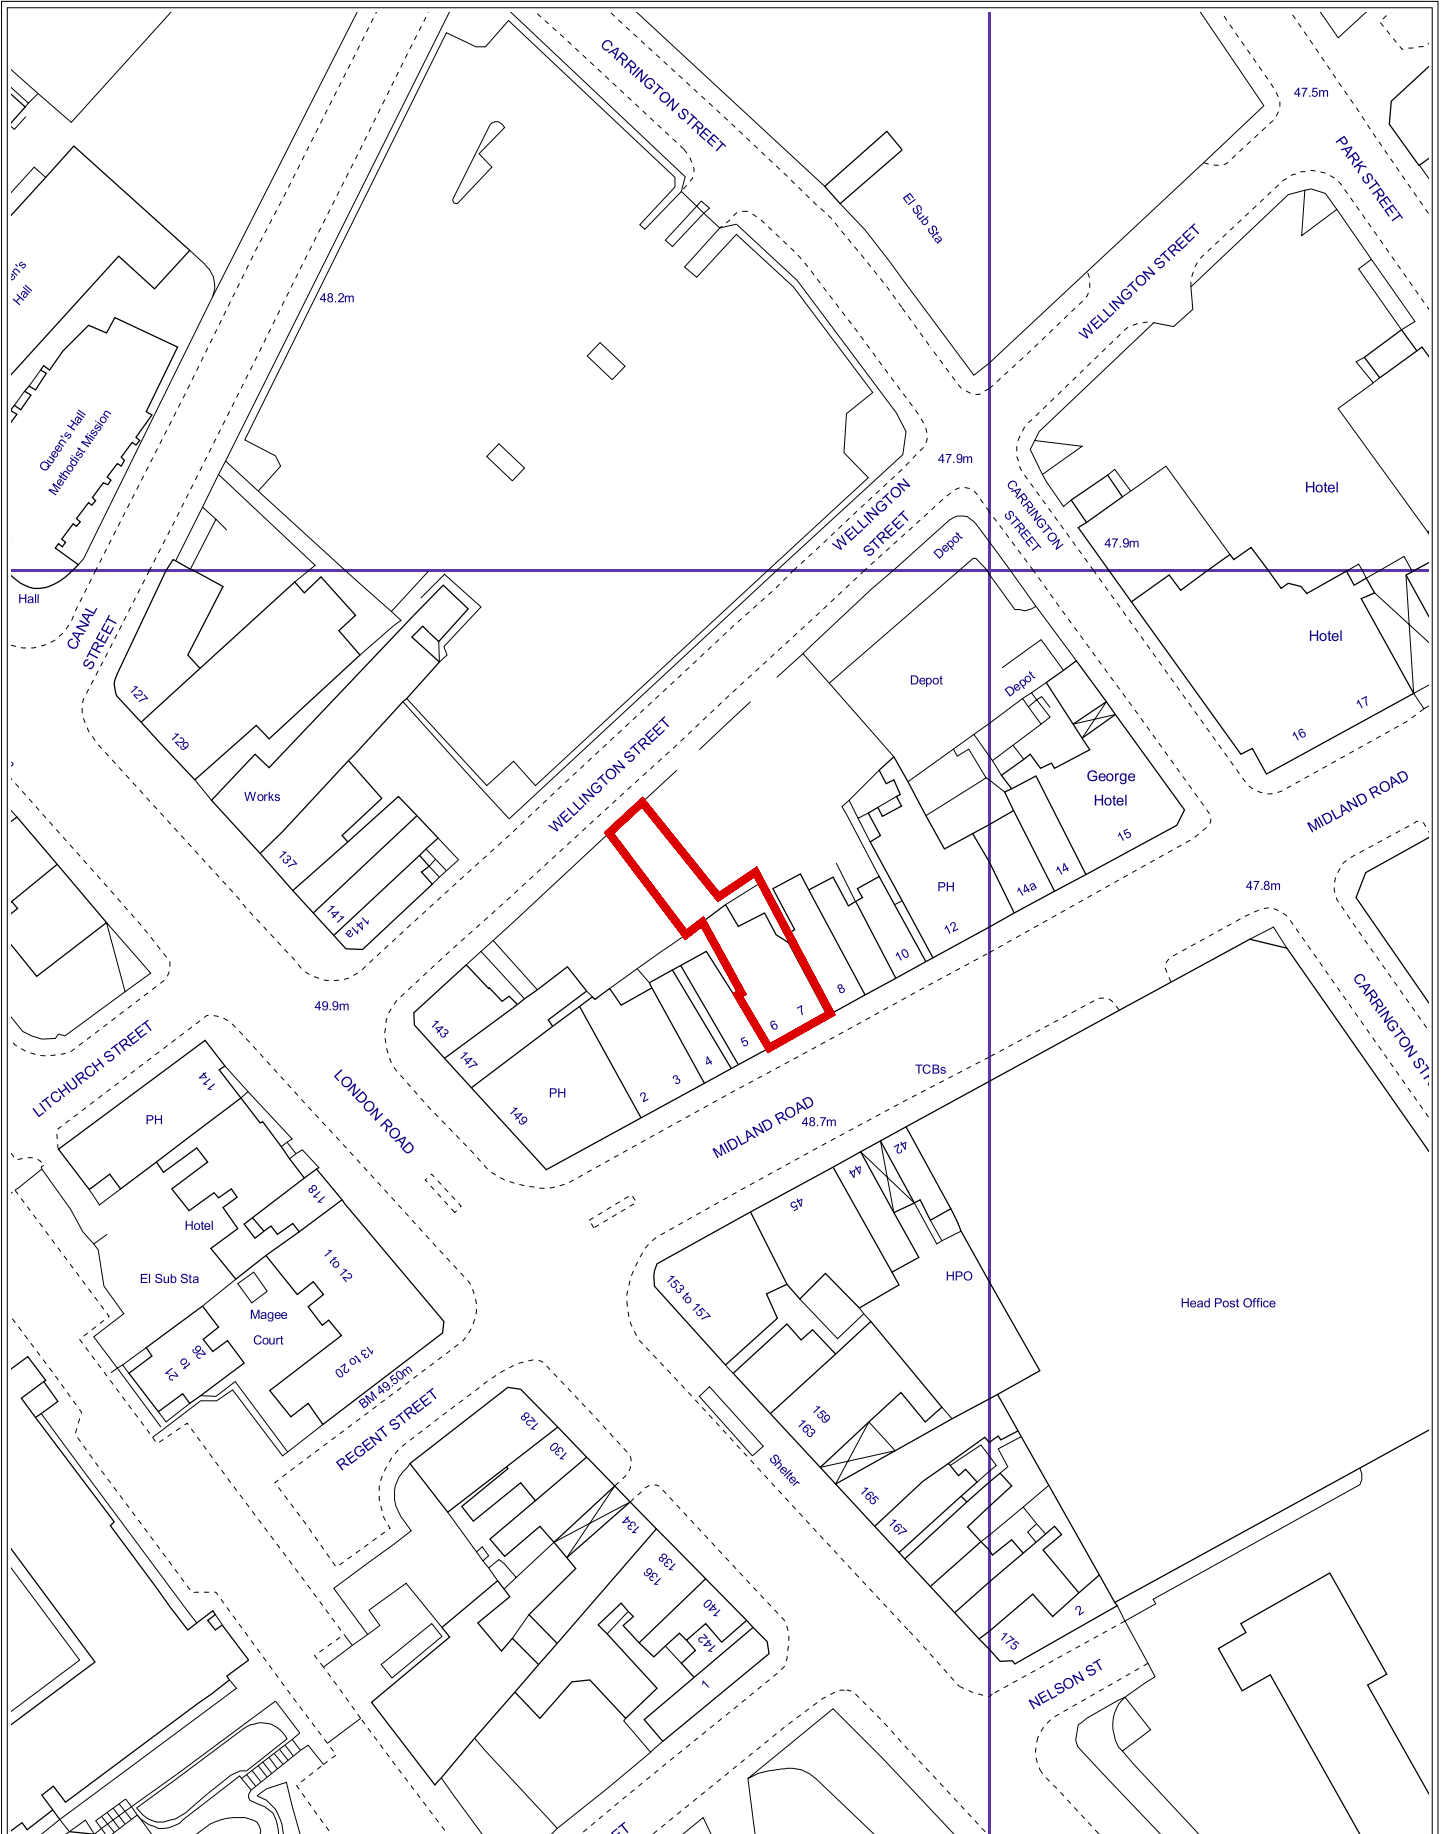 CARRINGTON STREET
47.5m
PARK STREET
El Sub Sta
WELLINGTON STREET
en's
Hall
48.2m
Queen's Hall
Methodist Mission
47.9m
Hotel
WELLINGTON
STREET
CARRINGTON
STREET
Depot
47.9m
Hall
CANAL
STREET
Hotel
127
Depot
Depot
17
129
16
WELLINGTON STREET
Works
George
Hotel
MIDLAND ROAD
15
137
14
14a
PH
12
47.8m
141
141a
10
8
7
6
5
4
3
2
49.9m
143
147
149
PH
CARRINGTON STR
LITCHURCH STREET
114
PH
LONDON ROAD
TCBs
MIDLAND ROAD
48.7m
42
44
45
118
Hotel
El Sub Sta
1 to 12
Magee
Court
153 to 157
HPO
Head Post Office
26 to 21
13 to 20
BM 49.50m
REGENT STREET
128
130
159
163
Shelter
165
167
134
138
136
140
142
1
2
175
NELSON ST
ET